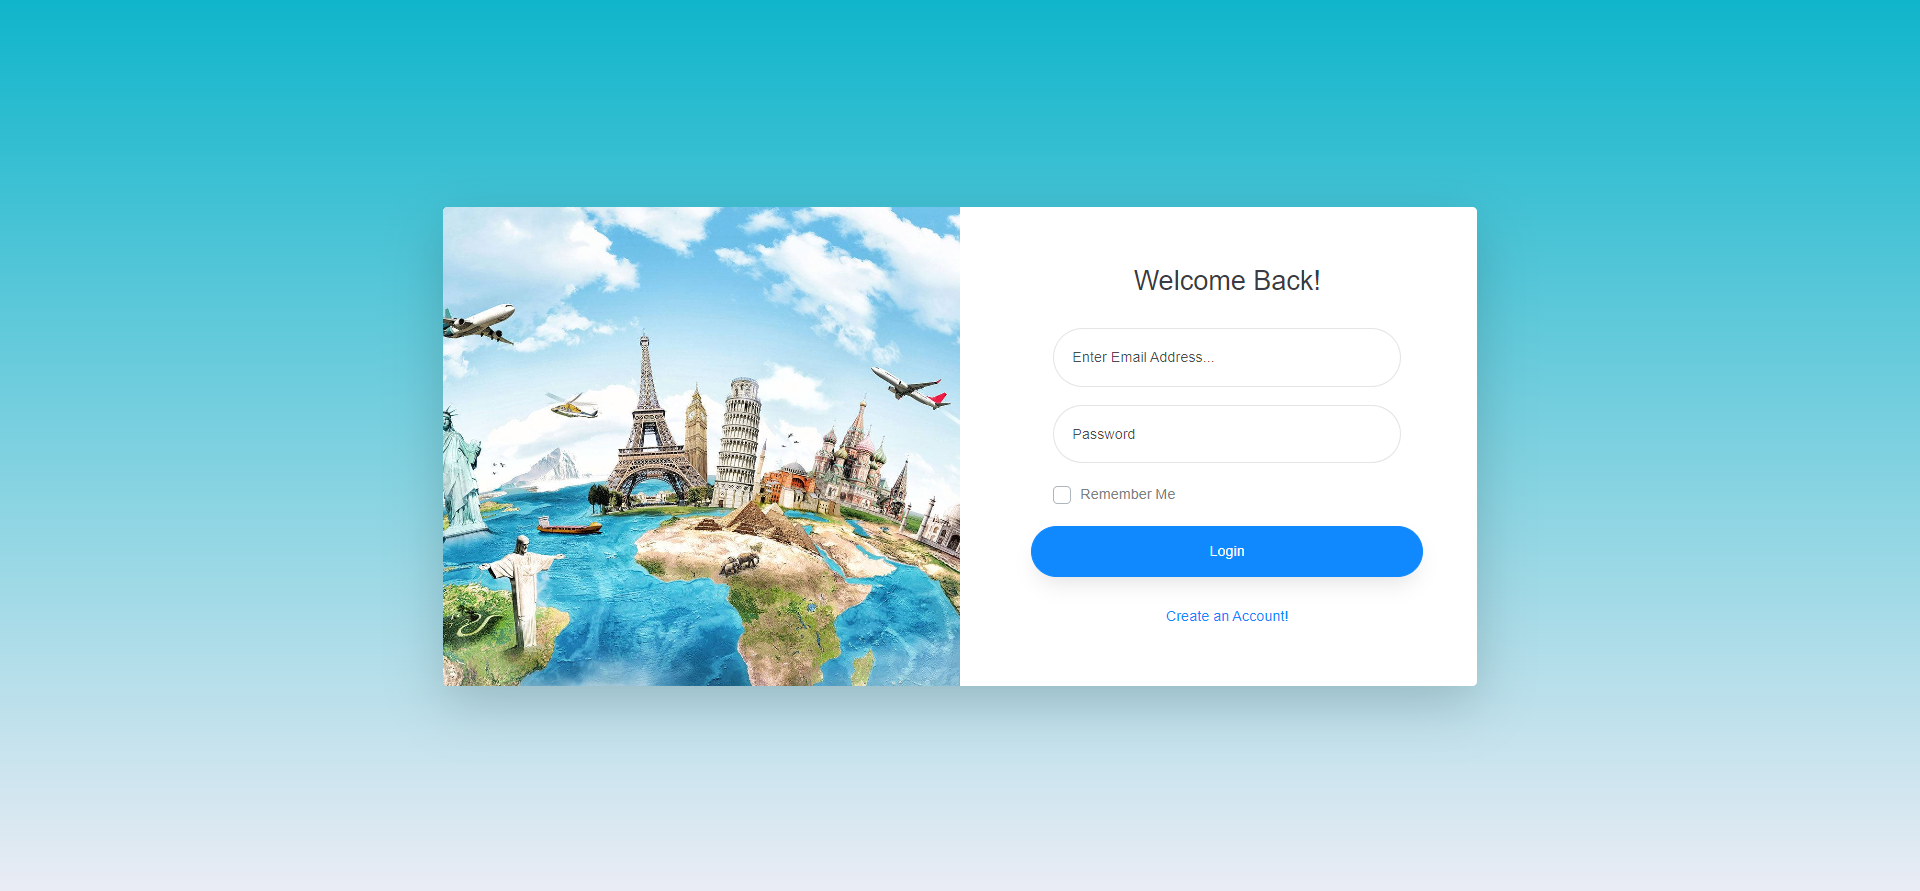 Welcome Back!
Enter Email Address...
Password
Remember Me
Login
Create an Account!